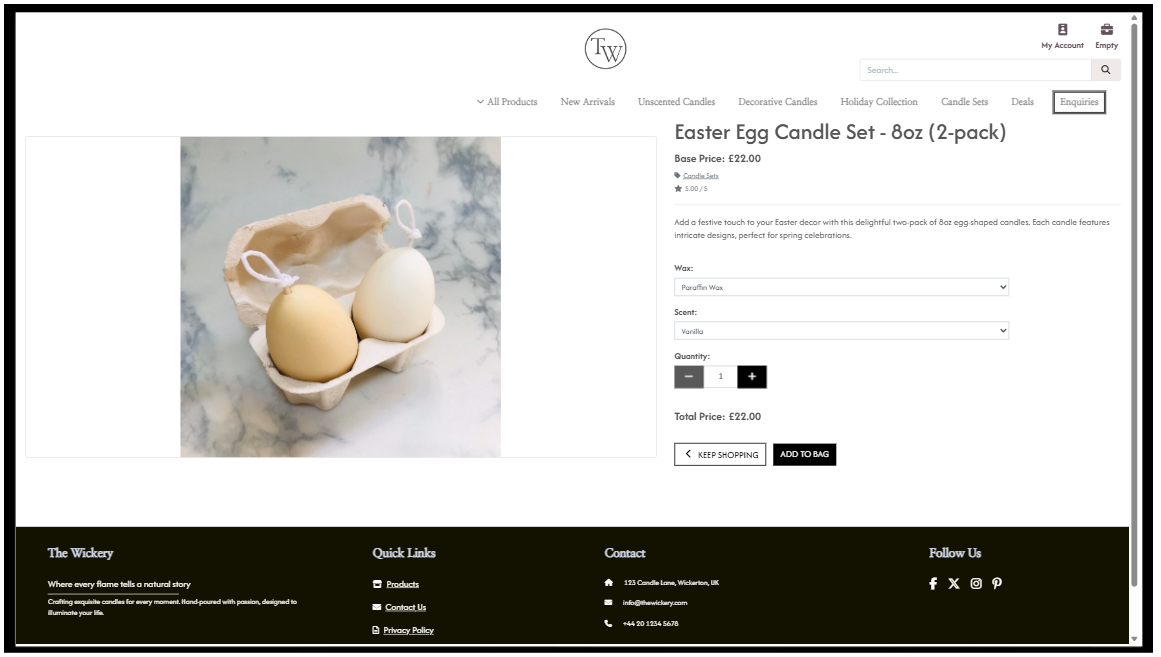 TW
My Account
Empty
Search...
All Products
New Arrivals
Unscented Candles
Decorative Candles
Holiday Collection
Candle Sets
Deals
Enquiries
Easter Egg Candle Set - 8oz (2-pack)
Base Price: £22.00
Candle Sets
5.00 / 5
Add a festive touch to your Easter decor with this delightful two-pack of 8oz egg-shaped candles. Each candle features
intricate designs, perfect for spring celebrations.
Wax:
Paraffin Wax
Scent:
Vanilla
Quantity:
1
Total Price: £22.00
KEEP SHOPPING
ADD TO BAG
The Wickery
Where every flame tells a natural story
Crafting exquisite candles for every moment. Hand-poured with passion, designed to
illuminate your life.
Quick Links
Products
Contact Us
Privacy Policy
Contact
123 Candle Lane, Wickerton, UK
info@thewickery.com
+44 20 1234 5678
Follow Us